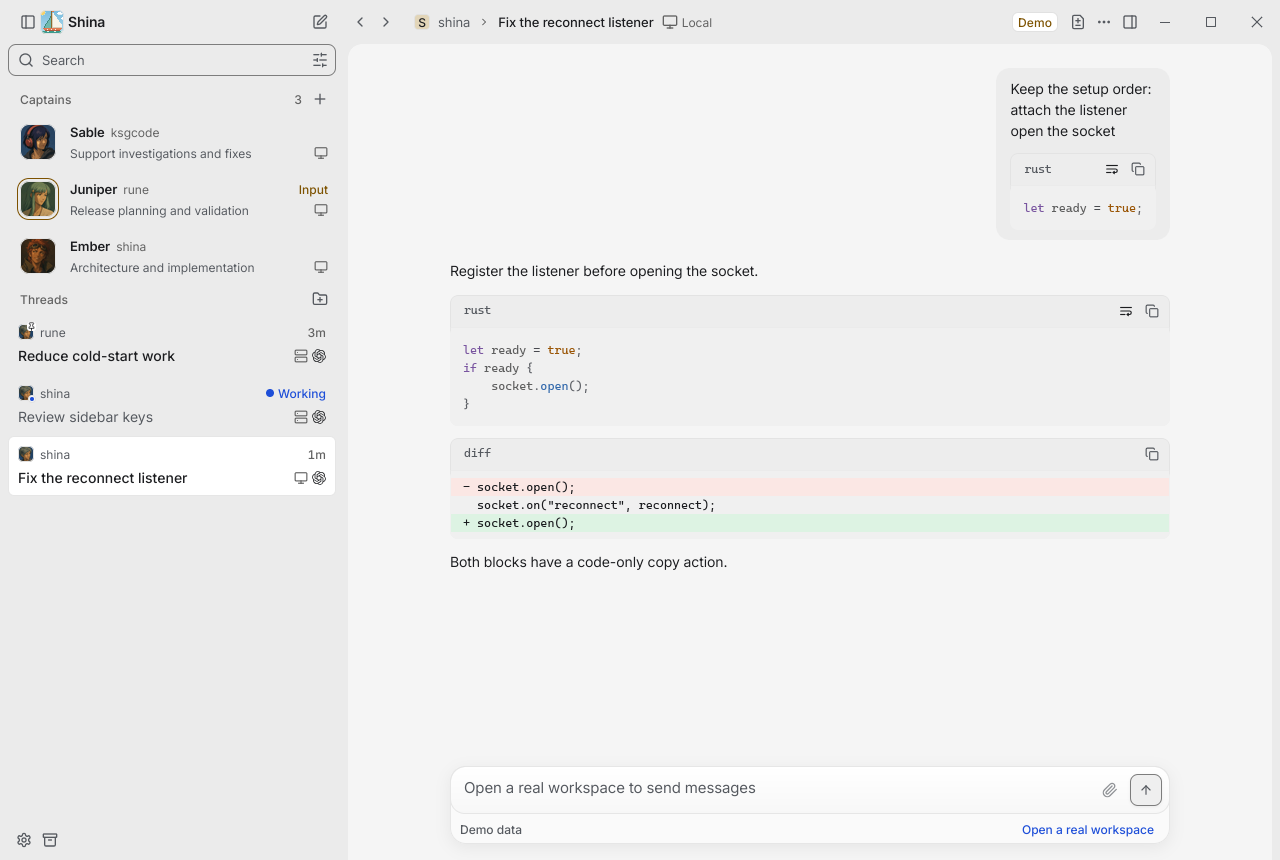 Shina
Search
Captains 3
Sable ksgcode
Support investigations and fixes
Juniper rune Input
Release planning and validation
Ember shina
Architecture and implementation
Threads
rune 3m
Reduce cold-start work
shina Working
Review sidebar keys
shina 1m
Fix the reconnect listener
S shina Fix the reconnect listener Local
Demo
Keep the setup order:
attach the listener
open the socket
rust
let ready = true;
Register the listener before opening the socket.
rust
let ready = true;
if ready {
    socket.open();
}
diff
- socket.open();
  socket.on("reconnect", reconnect);
+ socket.open();
Both blocks have a code-only copy action.
Open a real workspace to send messages
Demo data Open a real workspace